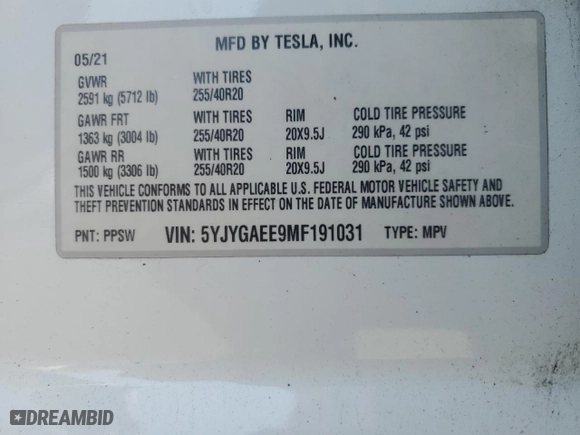 MFD BY TESLA, INC.
05/21
GVWR WITH TIRES
2591 kg (5712 lb) 255/40R20
GAWR FRT WITH TIRES RIM COLD TIRE PRESSURE
1363 kg (3004 lb) 255/40R20 20X9.5J 290 kPa, 42 psi
GAWR RR WITH TIRES RIM COLD TIRE PRESSURE
1500 kg (3306 lb) 255/40R20 20X9.5J 290 kPa, 42 psi
THIS VEHICLE CONFORMS TO ALL APPLICABLE U.S. FEDERAL MOTOR VEHICLE SAFETY AND
THEFT PREVENTION STANDARDS IN EFFECT ON THE DATE OF MANUFACTURE SHOWN ABOVE.
PNT: PPSW VIN: 5YJYGAEE9MF191031 TYPE: MPV
DREAMBID